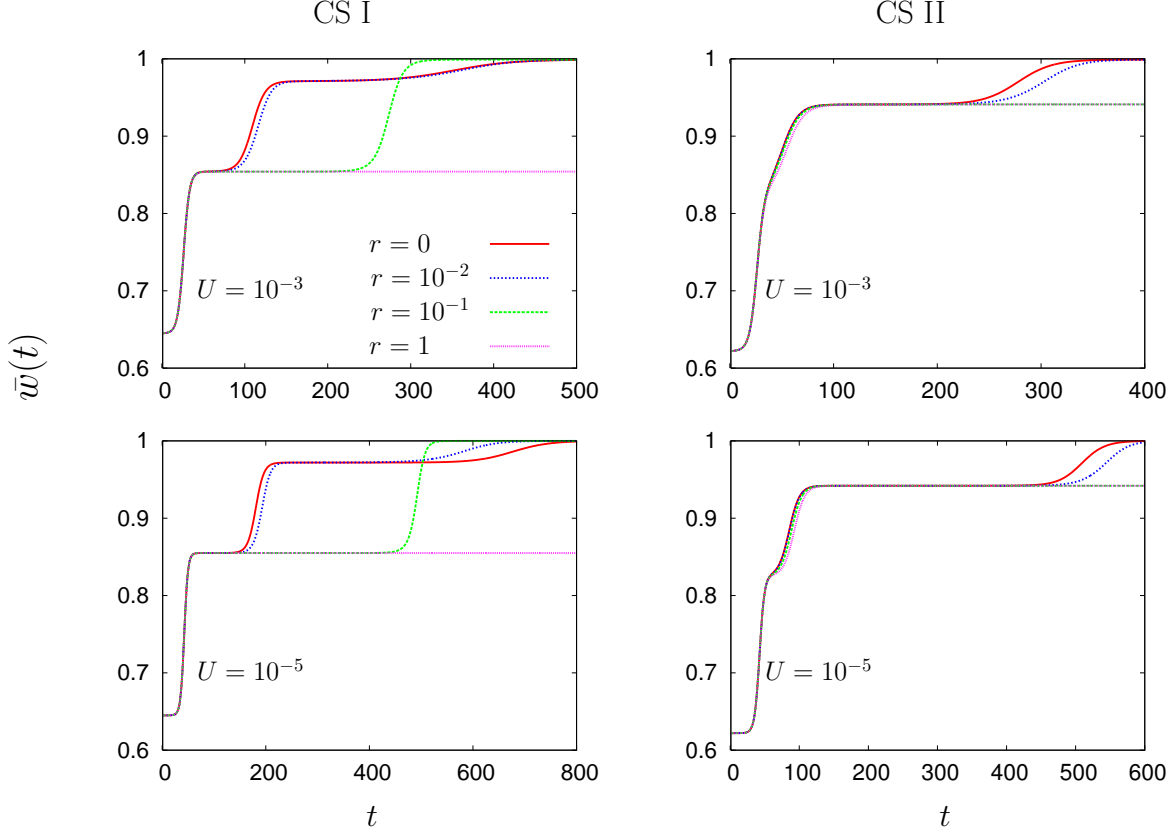 CS I
CS II
w̄(t)
1
0.9
0.8
0.7
0.6
0 100 200 300 400 500
r = 0
r = 10⁻²
r = 10⁻¹
r = 1
U = 10⁻³
1
0.9
0.8
0.7
0.6
0 100 200 300 400
U = 10⁻³
1
0.9
0.8
0.7
0.6
0 200 400 600 800
U = 10⁻⁵
t
1
0.9
0.8
0.7
0.6
0 100 200 300 400 500 600
U = 10⁻⁵
t